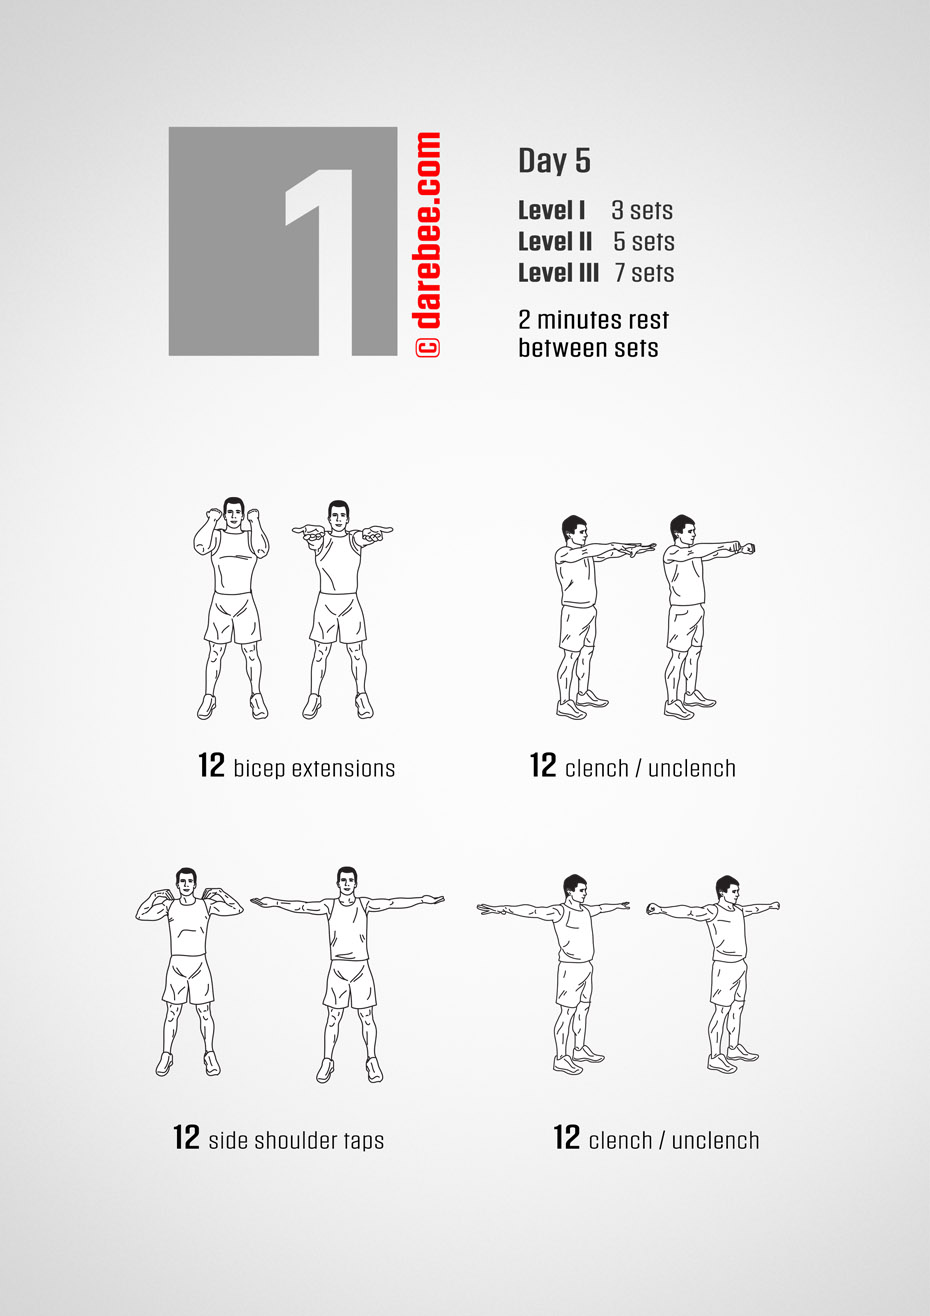 1
© darebee.com
Day 5
Level I 3 sets
Level II 5 sets
Level III 7 sets
2 minutes rest
between sets
12 bicep extensions
12 clench / unclench
12 side shoulder taps
12 clench / unclench